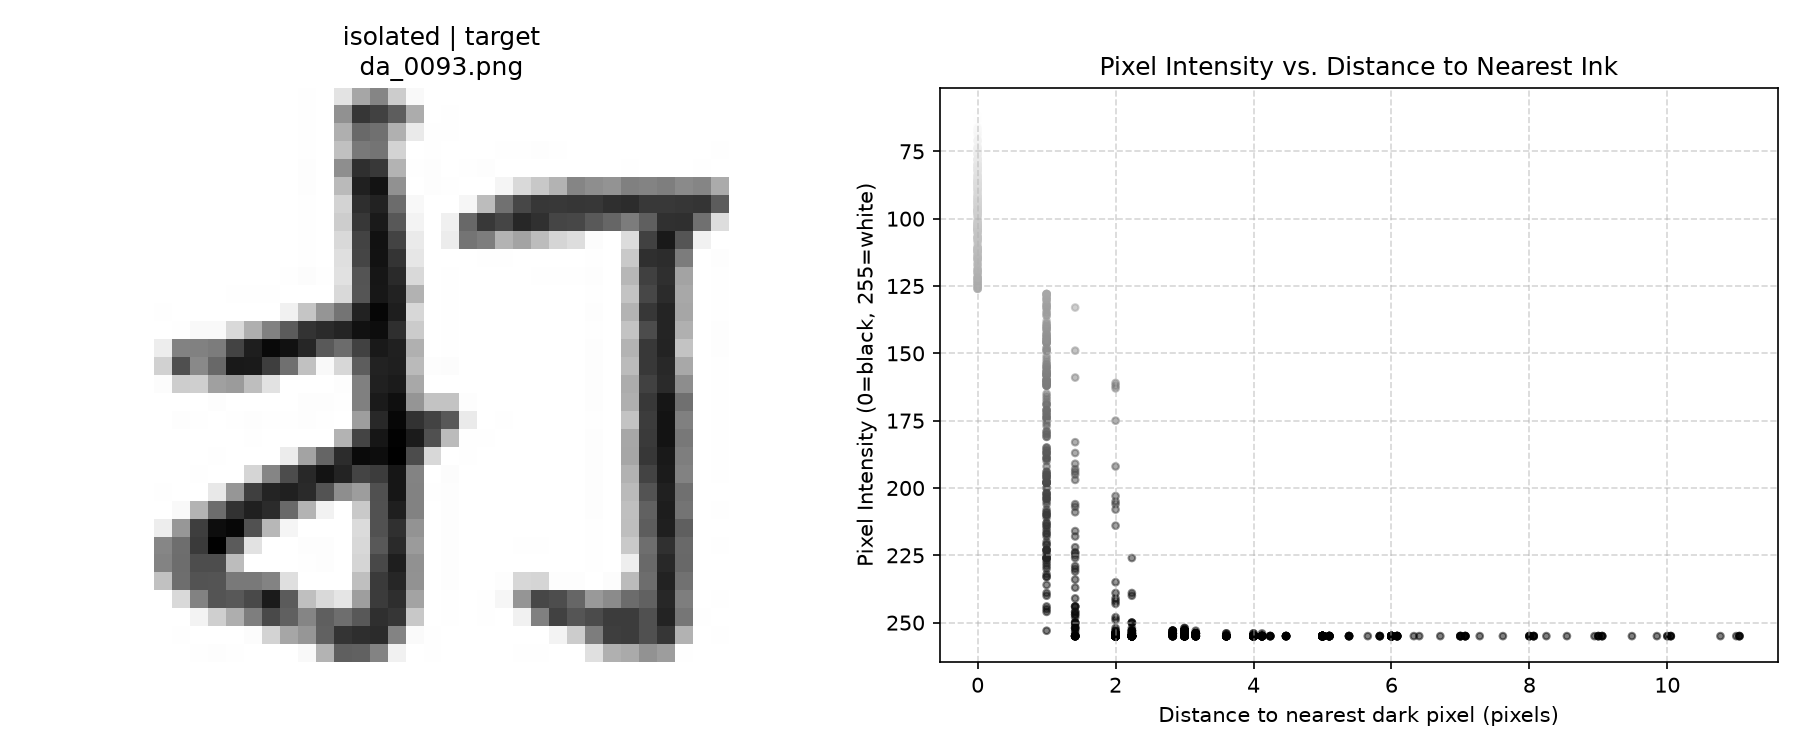 isolated | target
da_0093.png
Pixel Intensity vs. Distance to Nearest Ink
Pixel Intensity (0=black, 255=white)
75
100
125
150
175
200
225
250
0 2 4 6 8 10
Distance to nearest dark pixel (pixels)